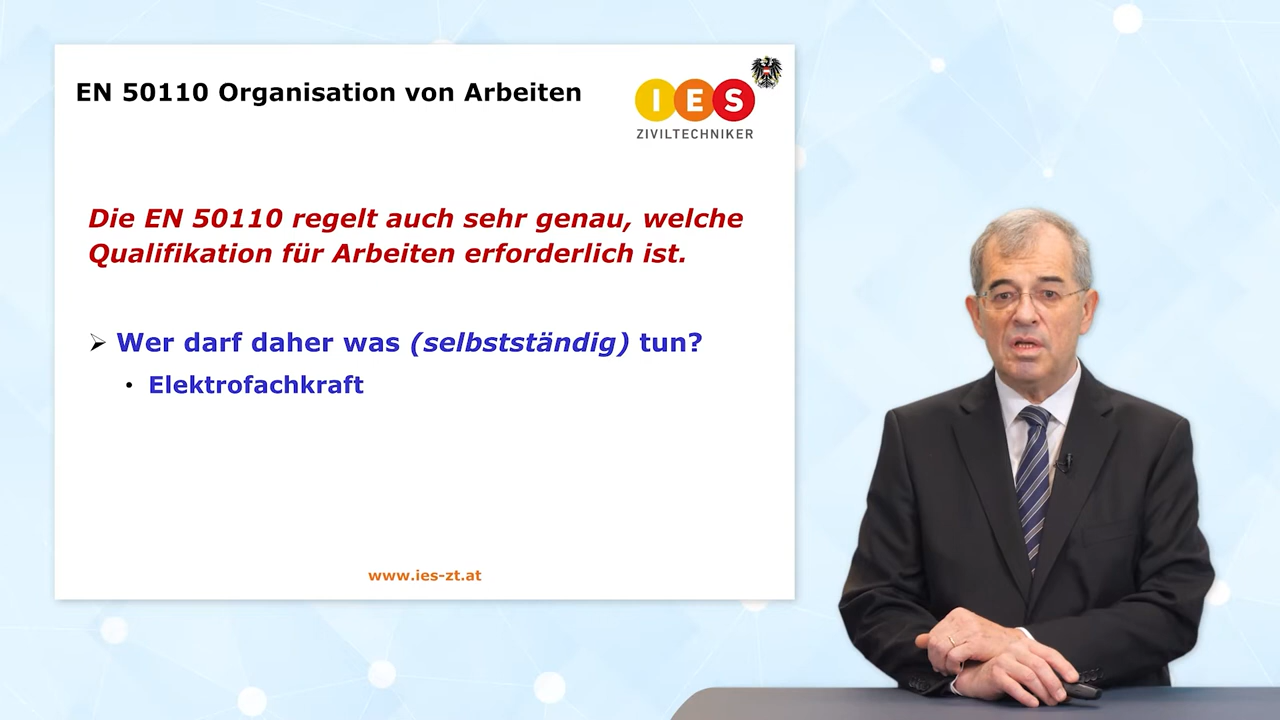 EN 50110 Organisation von Arbeiten
IES
ZIVILTECHNIKER
Die EN 50110 regelt auch sehr genau, welche
Qualifikation für Arbeiten erforderlich ist.
Wer darf daher was (selbstständig) tun?
Elektrofachkraft
www.ies-zt.at